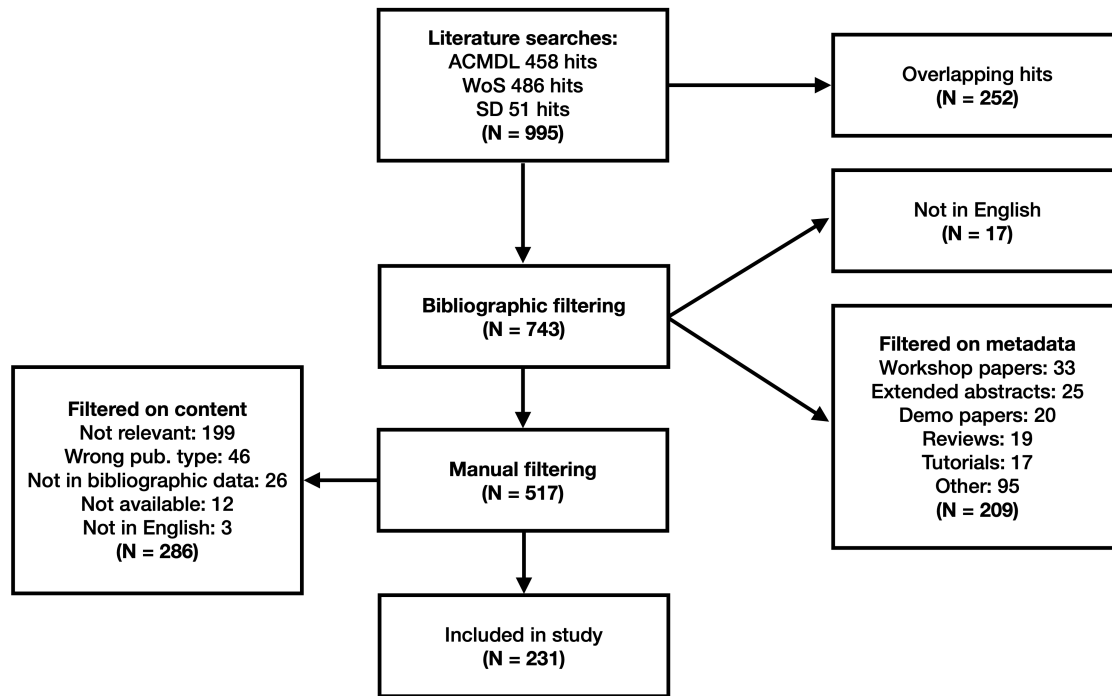 Literature searches:
ACMDL 458 hits
WoS 486 hits
SD 51 hits
(N = 995)
Overlapping hits
(N = 252)
Not in English
(N = 17)
Bibliographic filtering
(N = 743)
Filtered on metadata
Workshop papers: 33
Extended abstracts: 25
Demo papers: 20
Reviews: 19
Tutorials: 17
Other: 95
(N = 209)
Filtered on content
Not relevant: 199
Wrong pub. type: 46
Not in bibliographic data: 26
Not available: 12
Not in English: 3
(N = 286)
Manual filtering
(N = 517)
Included in study
(N = 231)